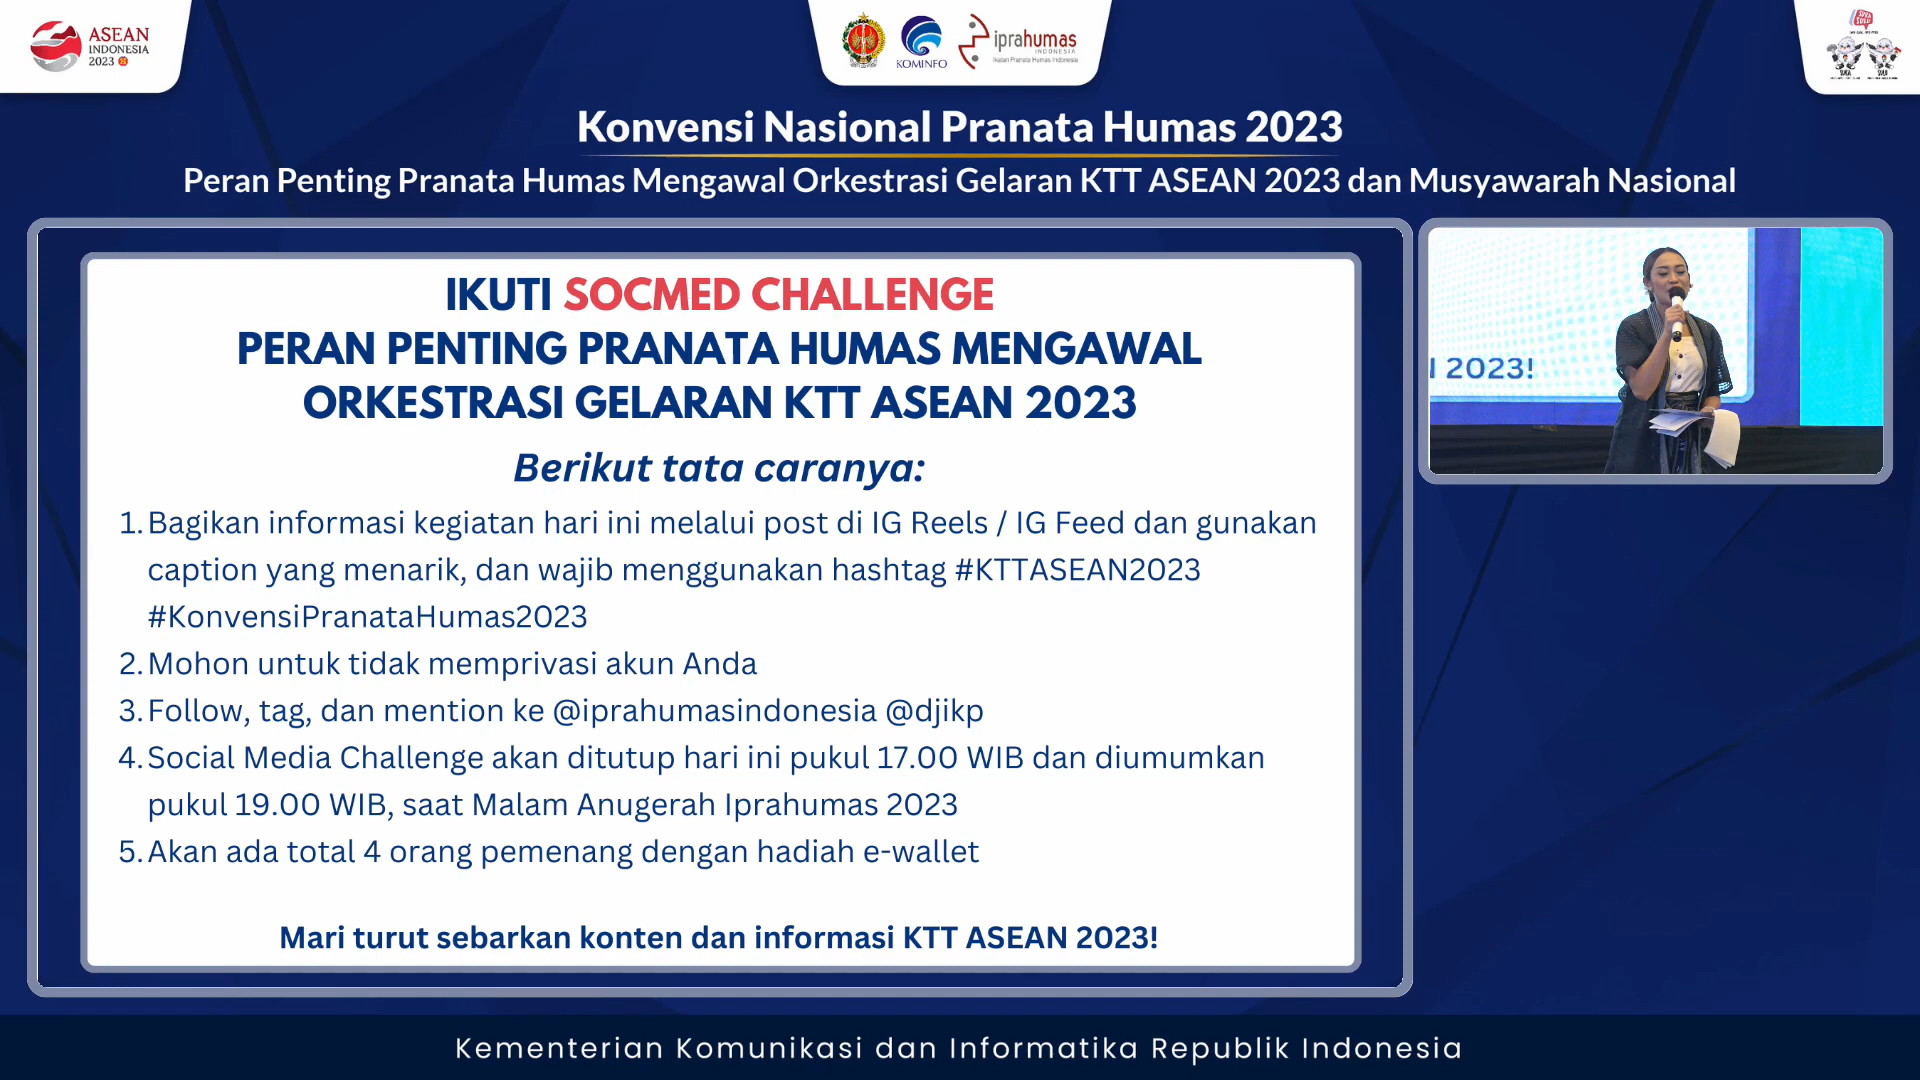 ASEAN
INDONESIA
2023
KOMINFO
iprahumas
INDONESIA
Ikatan Pranata Humas Indonesia
Konvensi Nasional Pranata Humas 2023
Peran Penting Pranata Humas Mengawal Orkestrasi Gelaran KTT ASEAN 2023 dan Musyawarah Nasional
IKUTI SOCMED CHALLENGE
PERAN PENTING PRANATA HUMAS MENGAWAL
ORKESTRASI GELARAN KTT ASEAN 2023
Berikut tata caranya:
1. Bagikan informasi kegiatan hari ini melalui post di IG Reels / IG Feed dan gunakan
caption yang menarik, dan wajib menggunakan hashtag #KTTASEAN2023
#KonvensiPranataHumas2023
2. Mohon untuk tidak memprivasi akun Anda
3. Follow, tag, dan mention ke @iprahumasindonesia @djikp
4. Social Media Challenge akan ditutup hari ini pukul 17.00 WIB dan diumumkan
pukul 19.00 WIB, saat Malam Anugerah Iprahumas 2023
5. Akan ada total 4 orang pemenang dengan hadiah e-wallet
Mari turut sebarkan konten dan informasi KTT ASEAN 2023!
2023!
Kementerian Komunikasi dan Informatika Republik Indonesia